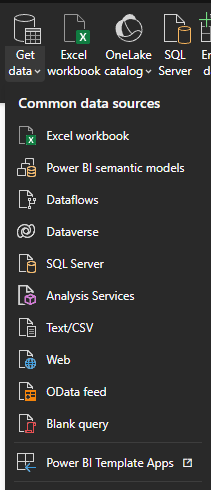 Get data
Excel workbook
OneLake catalog
SQL Server
Common data sources
Excel workbook
Power BI semantic models
Dataflows
Dataverse
SQL Server
Analysis Services
Text/CSV
Web
OData feed
Blank query
Power BI Template Apps